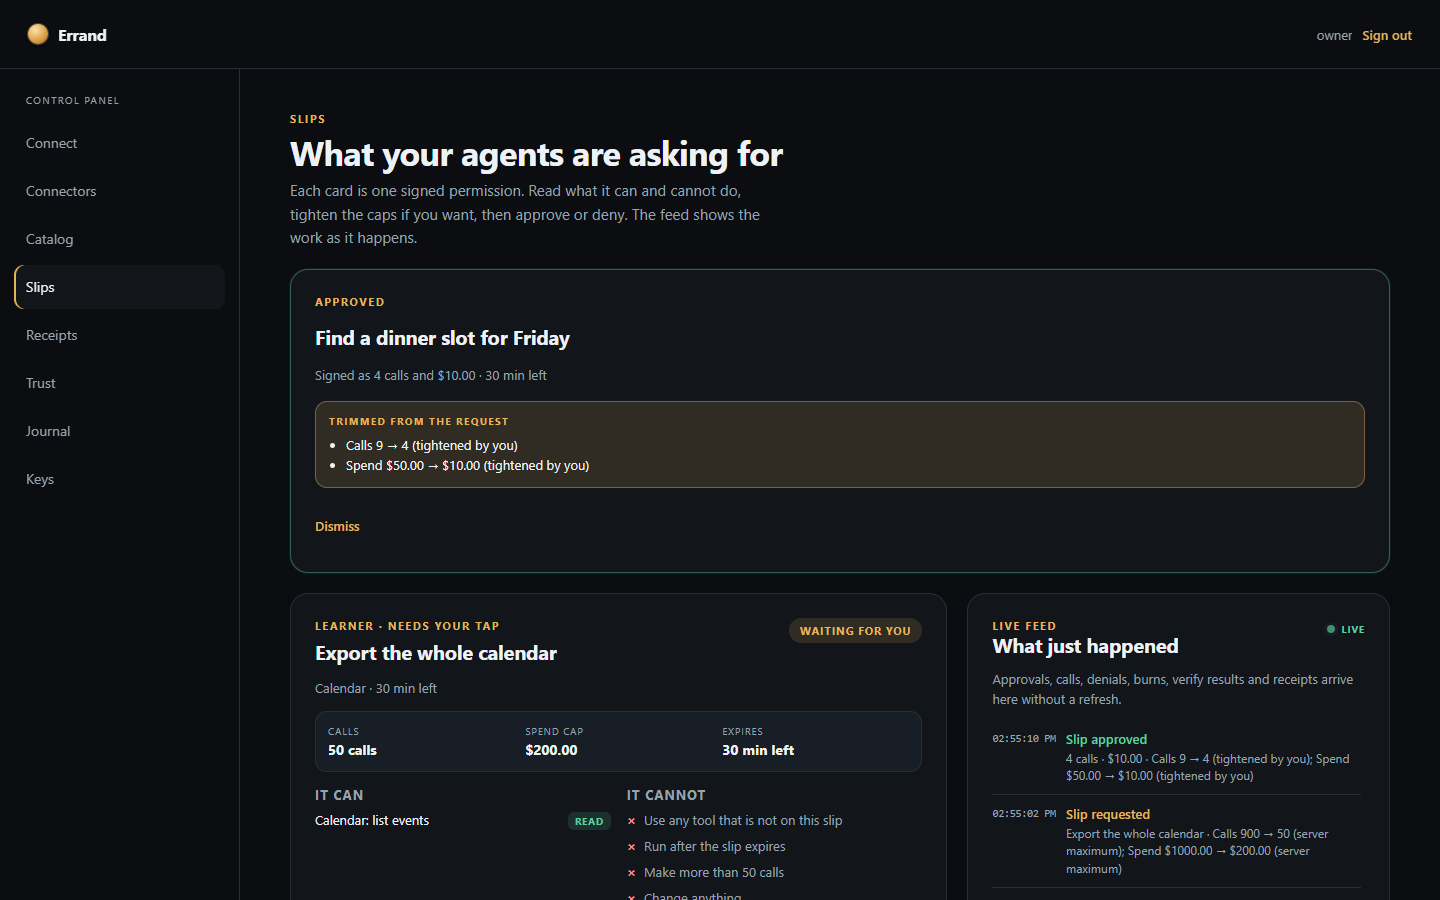 Errand
owner Sign out
CONTROL PANEL
Connect
Connectors
Catalog
Slips
Receipts
Trust
Journal
Keys
SLIPS
What your agents are asking for
Each card is one signed permission. Read what it can and cannot do,
tighten the caps if you want, then approve or deny. The feed shows the
work as it happens.
APPROVED
Find a dinner slot for Friday
Signed as 4 calls and $10.00 · 30 min left
TRIMMED FROM THE REQUEST
• Calls 9 → 4 (tightened by you)
• Spend $50.00 → $10.00 (tightened by you)
Dismiss
LEARNER · NEEDS YOUR TAP
WAITING FOR YOU
Export the whole calendar
Calendar · 30 min left
CALLS SPEND CAP EXPIRES
50 calls $200.00 30 min left
IT CAN
Calendar: list events READ
IT CANNOT
× Use any tool that is not on this slip
× Run after the slip expires
× Make more than 50 calls
× Change anything
LIVE FEED
LIVE
What just happened
Approvals, calls, denials, burns, verify results and receipts arrive
here without a refresh.
02:55:10 PM Slip approved
4 calls · $10.00 · Calls 9 → 4 (tightened by you); Spend
$50.00 → $10.00 (tightened by you)
02:55:02 PM Slip requested
Export the whole calendar · Calls 900 → 50 (server
maximum); Spend $1000.00 → $200.00 (server
maximum)